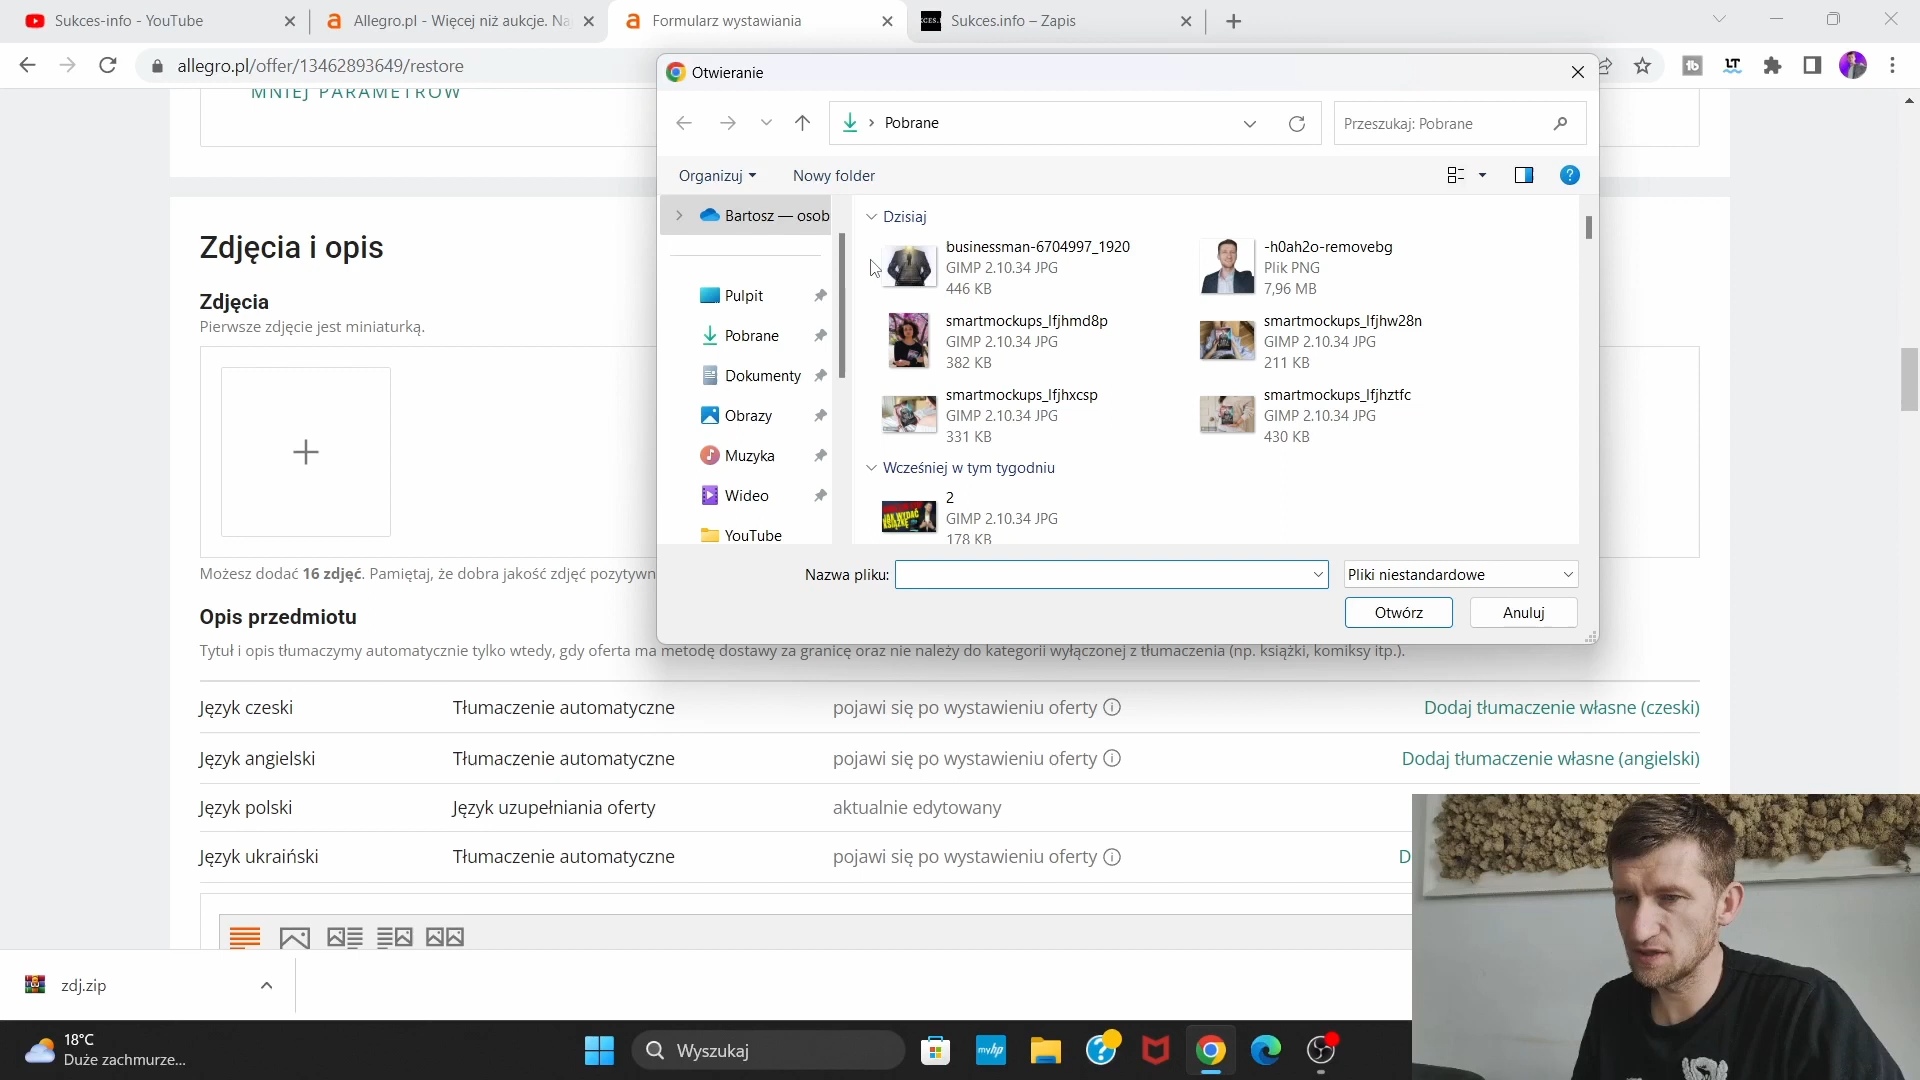 Sukces-info - YouTube
Allegro.pl - Więcej niż aukcje. Na
Formularz wystawiania
Sukces.info – Zapis
allegro.pl/offer/13462893649/restore
MNIEJ PARAMETRÓW
Otwieranie
Pobrane
Przeszukaj: Pobrane
Organizuj
Nowy folder
Bartosz — osob
Pulpit
Pobrane
Dokumenty
Obrazy
Muzyka
Wideo
YouTube
Dzisiaj
businessman-6704997_1920
GIMP 2.10.34 JPG
446 KB
-h0ah2o-removebg
Plik PNG
7,96 MB
smartmockups_lfjhmd8p
GIMP 2.10.34 JPG
382 KB
smartmockups_lfjhw28n
GIMP 2.10.34 JPG
211 KB
smartmockups_lfjhxcsp
GIMP 2.10.34 JPG
331 KB
smartmockups_lfjhztfc
GIMP 2.10.34 JPG
430 KB
Wcześniej w tym tygodniu
JAK WYDAĆ
KSIĄŻKĘ
2
GIMP 2.10.34 JPG
178 KB
Nazwa pliku:
Pliki niestandardowe
Otwórz
Anuluj
Zdjęcia i opis
Zdjęcia
Pierwsze zdjęcie jest miniaturką.
Możesz dodać 16 zdjęć. Pamiętaj, że dobra jakość zdjęć pozytywn
Opis przedmiotu
Tytuł i opis tłumaczymy automatycznie tylko wtedy, gdy oferta ma metodę dostawy za granicę oraz nie należy do kategorii wyłączonej z tłumaczenia (np. książki, komiksy itp.).
Język czeski Tłumaczenie automatyczne pojawi się po wystawieniu oferty Dodaj tłumaczenie własne (czeski)
Język angielski Tłumaczenie automatyczne pojawi się po wystawieniu oferty Dodaj tłumaczenie własne (angielski)
Język polski Język uzupełniania oferty aktualnie edytowany
Język ukraiński Tłumaczenie automatyczne pojawi się po wystawieniu oferty D
zdj.zip
18°C
Duże zachmurze...
Wyszukaj
myhp